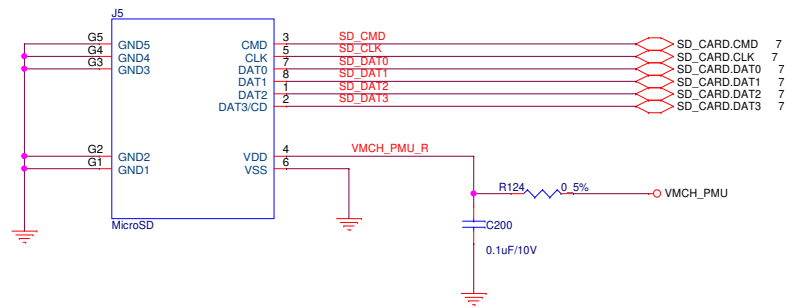 J5
G5 GND5 CMD 3 SD_CMD SD_CARD.CMD 7
G4 GND4 CLK 5 SD_CLK SD_CARD.CLK 7
G3 GND3 DAT0 7 SD_DAT0 SD_CARD.DAT0 7
DAT1 8 SD_DAT1 SD_CARD.DAT1 7
DAT2 1 SD_DAT2 SD_CARD.DAT2 7
DAT3/CD 2 SD_DAT3 SD_CARD.DAT3 7
G2 GND2 VDD 4 VMCH_PMU_R
G1 GND1 VSS 6
R124 0_5% VMCH_PMU
MicroSD C200
0.1uF/10V